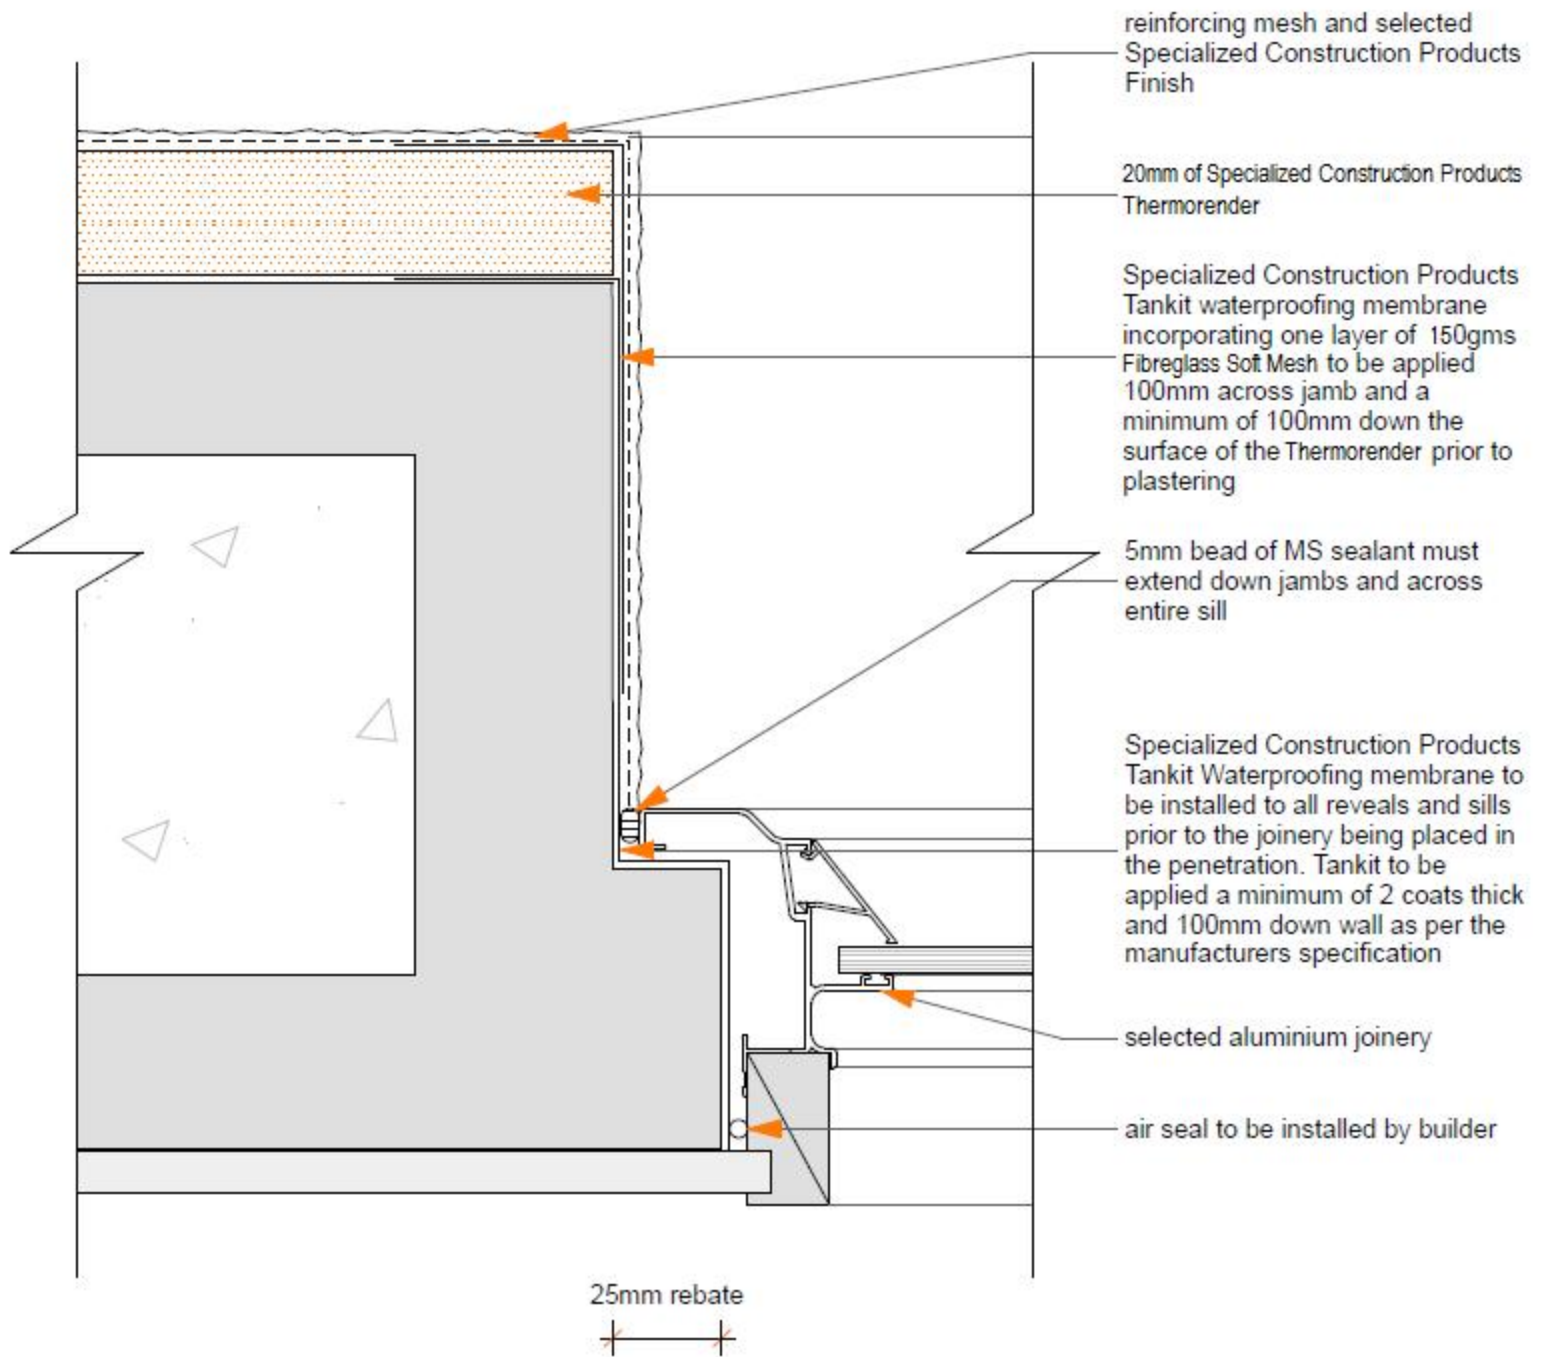 reinforcing mesh and selected
Specialized Construction Products
Finish
20mm of Specialized Construction Products
Thermorender
Specialized Construction Products
Tankit waterproofing membrane
incorporating one layer of 150gms
Fibreglass Soft Mesh to be applied
100mm across jamb and a
minimum of 100mm down the
surface of the Thermorender prior to
plastering
5mm bead of MS sealant must
extend down jambs and across
entire sill
Specialized Construction Products
Tankit Waterproofing membrane to
be installed to all reveals and sills
prior to the joinery being placed in
the penetration. Tankit to be
applied a minimum of 2 coats thick
and 100mm down wall as per the
manufacturers specification
selected aluminium joinery
air seal to be installed by builder
25mm rebate